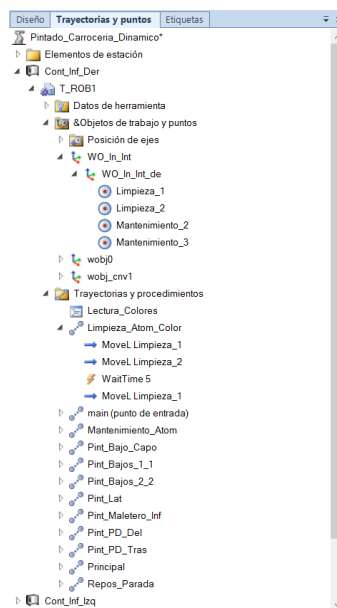 Diseño Trayectorias y puntos Etiquetas
Pintado_Carroceria_Dinamico*
Elementos de estación
Cont_Inf_Der
T_ROB1
Datos de herramienta
&Objetos de trabajo y puntos
Posición de ejes
WO_In_Int
WO_In_Int_de
Limpieza_1
Limpieza_2
Mantenimiento_2
Mantenimiento_3
wobj0
wobj_cnv1
Trayectorias y procedimientos
Lectura_Colores
Limpieza_Atom_Color
MoveL Limpieza_1
MoveL Limpieza_2
WaitTime 5
MoveL Limpieza_1
main (punto de entrada)
Mantenimiento_Atom
Pint_Bajo_Capo
Pint_Bajos_1_1
Pint_Bajos_2_2
Pint_Lat
Pint_Maletero_Inf
Pint_PD_Del
Pint_PD_Tras
Principal
Repos_Parada
Cont_Inf_Izq